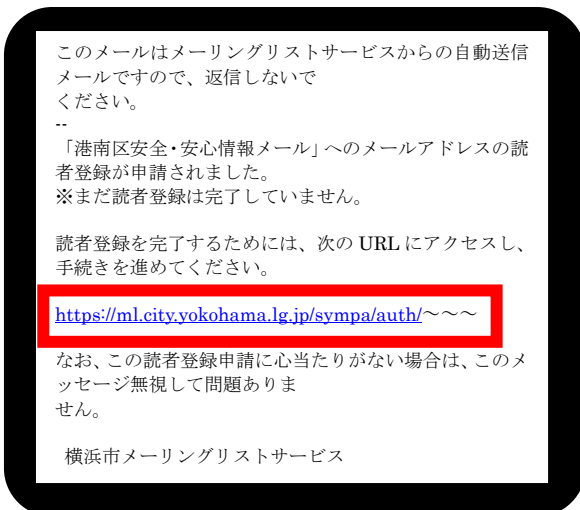 このメールはメーリングリストサービスからの自動送信
メールですので、返信しないで
ください。
--
「港南区安全・安心情報メール」へのメールアドレスの読
者登録が申請されました。
※まだ読者登録は完了していません。
読者登録を完了するためには、次の URL にアクセスし、
手続きを進めてください。
https://ml.city.yokohama.lg.jp/sympa/auth/～～～
なお、この読者登録申請に心当たりがない場合は、このメ
ッセージ無視して問題ありま
せん。
横浜市メーリングリストサービス